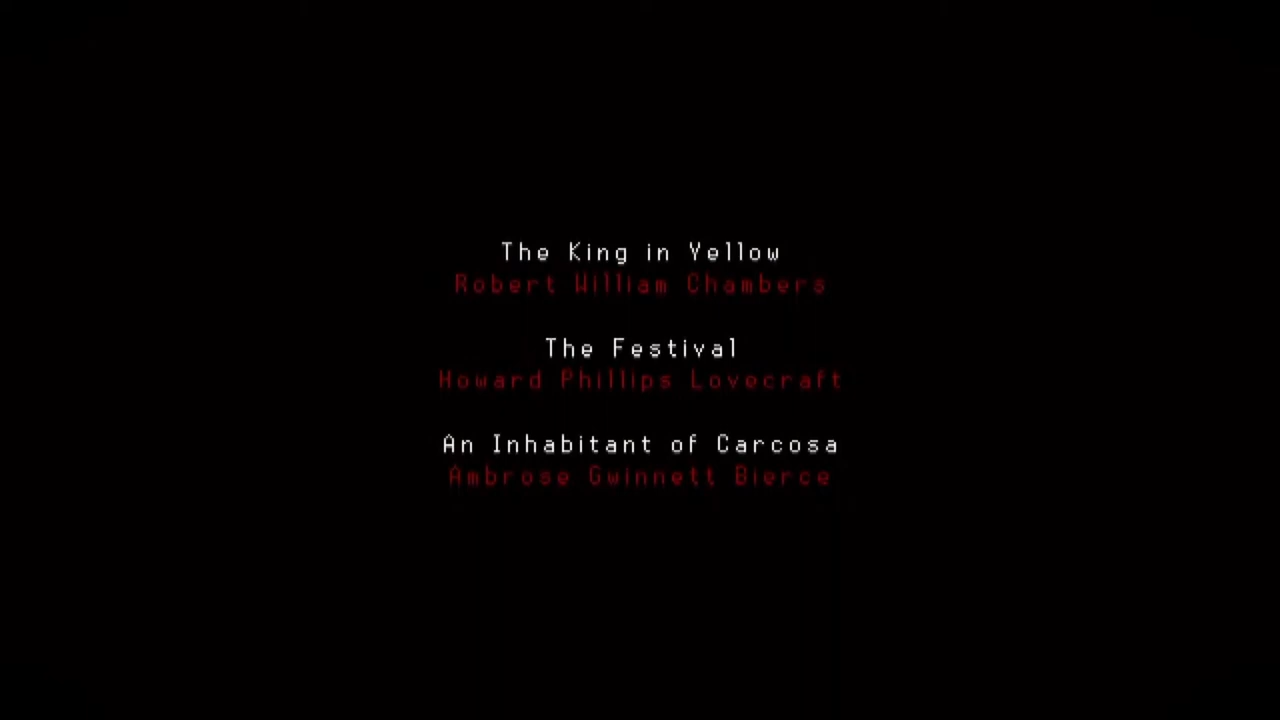 The King in Yellow
Robert William Chambers
The Festival
Howard Phillips Lovecraft
An Inhabitant of Carcosa
Ambrose Gwinnett Bierce